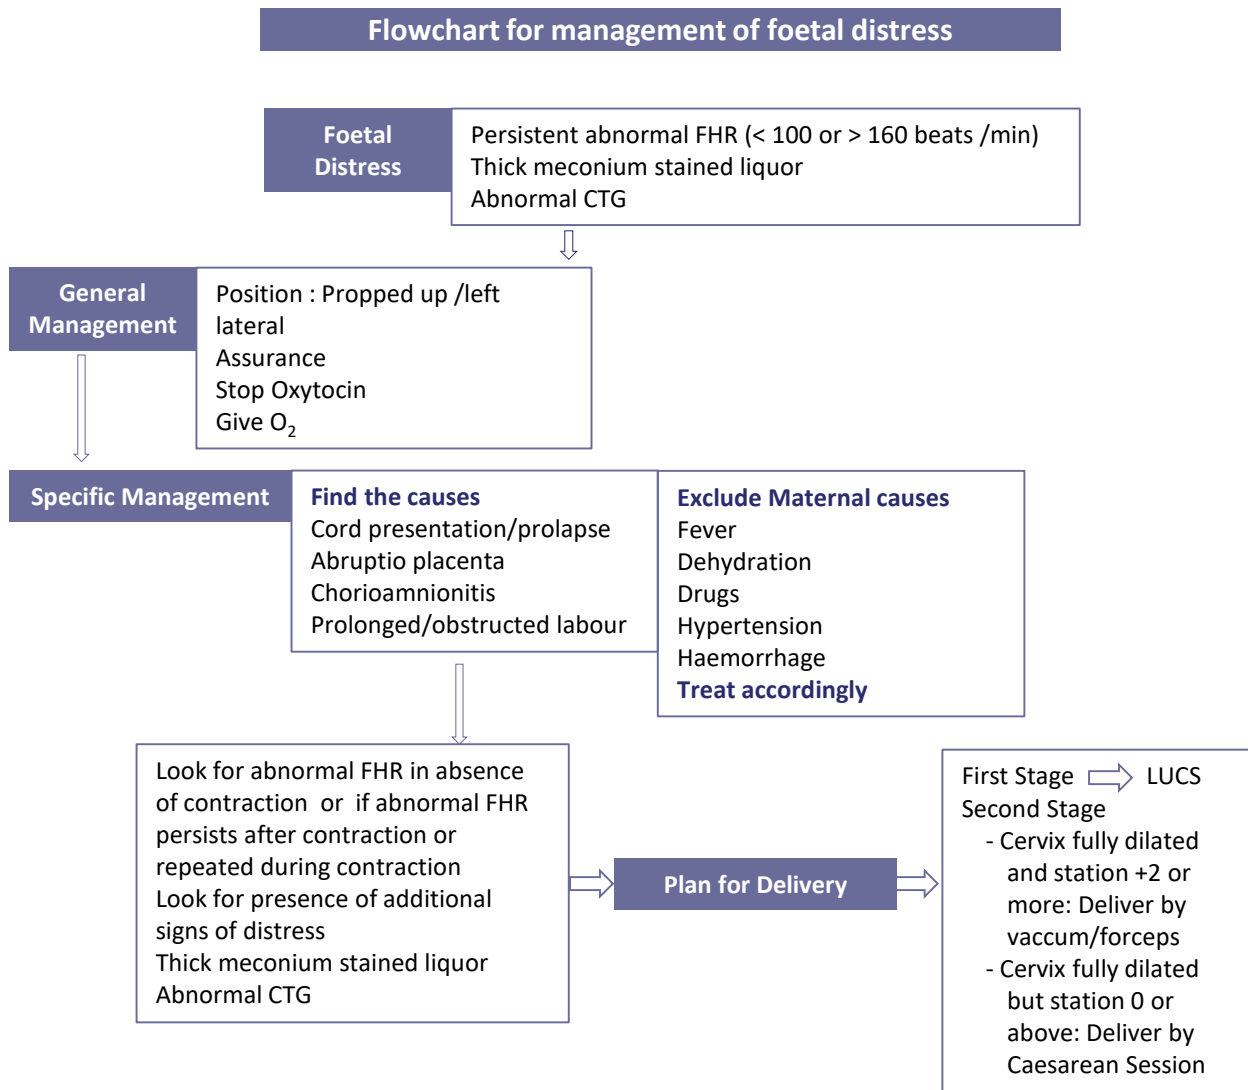 Flowchart for management of foetal distress
Foetal
Distress
Persistent abnormal FHR (< 100 or > 160 beats /min)
Thick meconium stained liquor
Abnormal CTG
General
Management
Position : Propped up /left
lateral
Assurance
Stop Oxytocin
Give O₂
Specific Management
Find the causes
Cord presentation/prolapse
Abruptio placenta
Chorioamnionitis
Prolonged/obstructed labour
Exclude Maternal causes
Fever
Dehydration
Drugs
Hypertension
Haemorrhage
Treat accordingly
Look for abnormal FHR in absence
of contraction or if abnormal FHR
persists after contraction or
repeated during contraction
Look for presence of additional
signs of distress
Thick meconium stained liquor
Abnormal CTG
Plan for Delivery
First Stage LUCS
Second Stage
- Cervix fully dilated
and station +2 or
more: Deliver by
vaccum/forceps
- Cervix fully dilated
but station 0 or
above: Deliver by
Caesarean Session